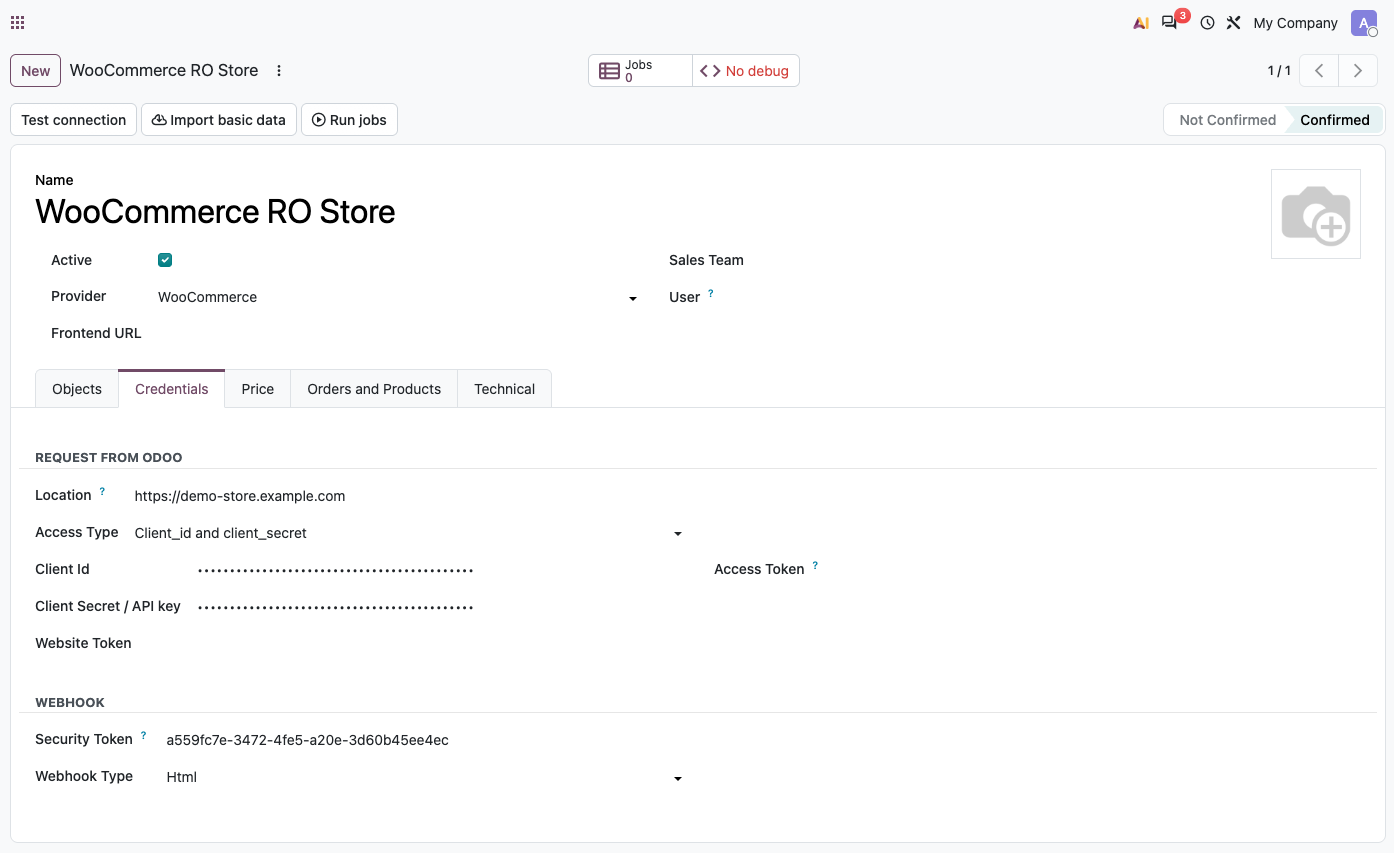 AI
3
My Company
A
New
WooCommerce RO Store
Jobs
0
No debug
1 / 1
Test connection
Import basic data
Run jobs
Not Confirmed
Confirmed
Name
WooCommerce RO Store
Active
Sales Team
Provider
WooCommerce
User ?
Frontend URL
Objects
Credentials
Price
Orders and Products
Technical
REQUEST FROM ODOO
Location ? https://demo-store.example.com
Access Type Client_id and client_secret
Client Id
Access Token ?
Client Secret / API key
Website Token
WEBHOOK
Security Token ? a559fc7e-3472-4fe5-a20e-3d60b45ee4ec
Webhook Type Html